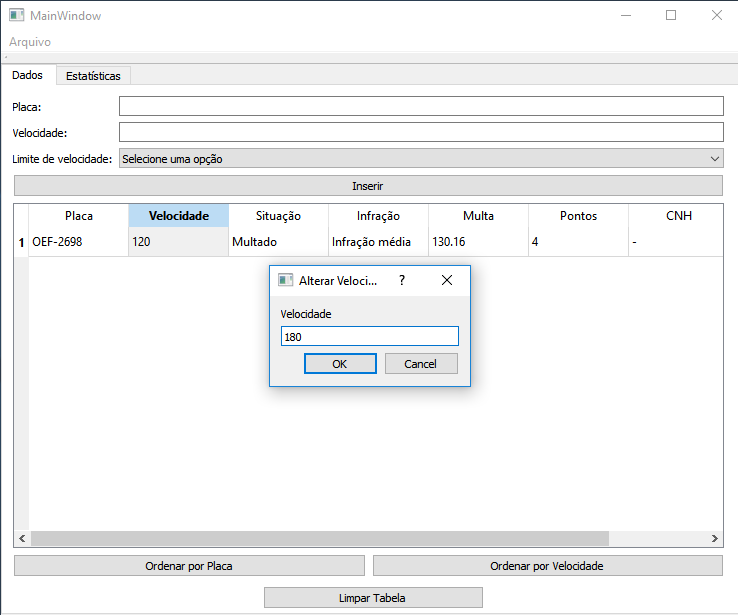 MainWindow
Arquivo
Dados Estatísticas
Placa:
Velocidade:
Limite de velocidade: Selecione uma opção
Inserir
Placa Velocidade Situação Infração Multa Pontos CNH
1 OEF-2698 120 Multado Infração média 130.16 4 -
Alterar Veloci... ?
Velocidade
180
OK Cancel
Ordenar por Placa Ordenar por Velocidade
Limpar Tabela